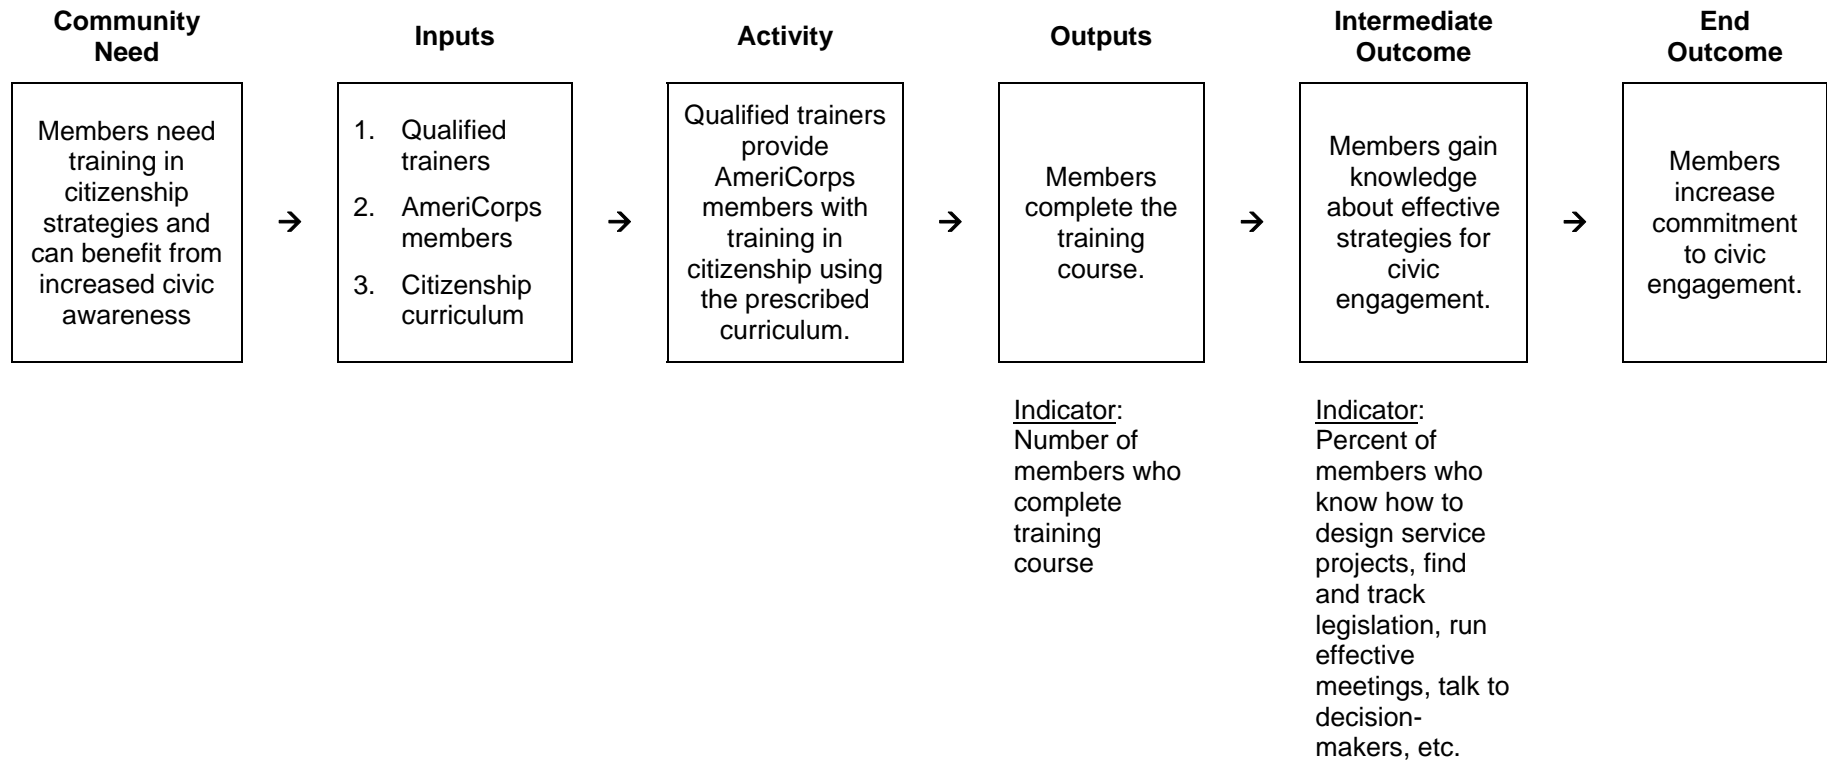 Community
Need
Inputs
Activity
Outputs
Intermediate
Outcome
End
Outcome
Members need
training in
citizenship
strategies and
can benefit from
increased civic
awareness
→
1. Qualified
trainers
2. AmeriCorps
members
3. Citizenship
curriculum
→
Qualified trainers
provide
AmeriCorps
members with
training in
citizenship using
the prescribed
curriculum.
→
Members
complete the
training
course.
→
Members gain
knowledge
about effective
strategies for
civic
engagement.
→
Members
increase
commitment
to civic
engagement.
Indicator:
Number of
members who
complete
training
course
Indicator:
Percent of
members who
know how to
design service
projects, find
and track
legislation, run
effective
meetings, talk to
decision-
makers, etc.